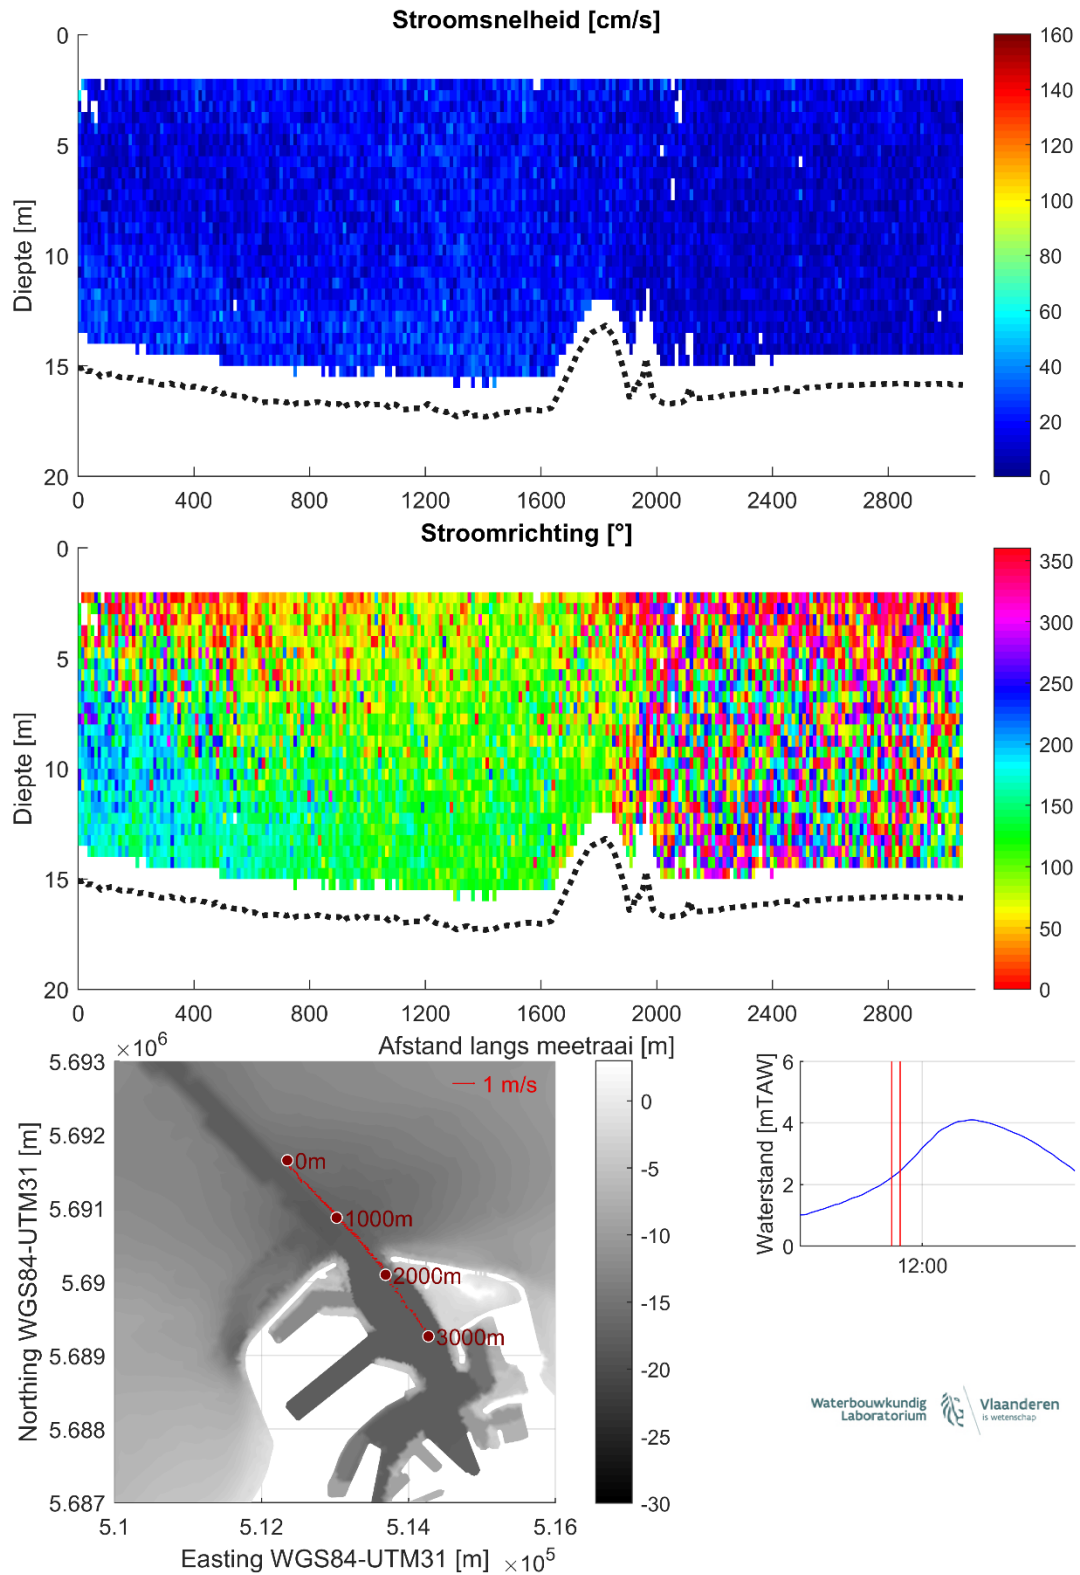 Stroomsnelheid [cm/s]
0
5
10
15
20
Diepte [m]
0 400 800 1200 1600 2000 2400 2800
160
140
120
100
80
60
40
20
0
Stroomrichting [°]
0
5
10
15
20
Diepte [m]
0 400 800 1200 1600 2000 2400 2800
350
300
250
200
150
100
50
0
Afstand langs meetraai [m]
×10⁶
5.693
5.692
5.691
5.69
5.689
5.688
5.687
Northing WGS84-UTM31 [m]
1 m/s
0m
1000m
2000m
3000m
5.1 5.12 5.14 5.16
Easting WGS84-UTM31 [m] ×10⁵
0
-5
-10
-15
-20
-25
-30
6
4
2
0
Waterstand [mTAW]
12:00
Waterbouwkundig
Laboratorium
Vlaanderen
is wetenschap